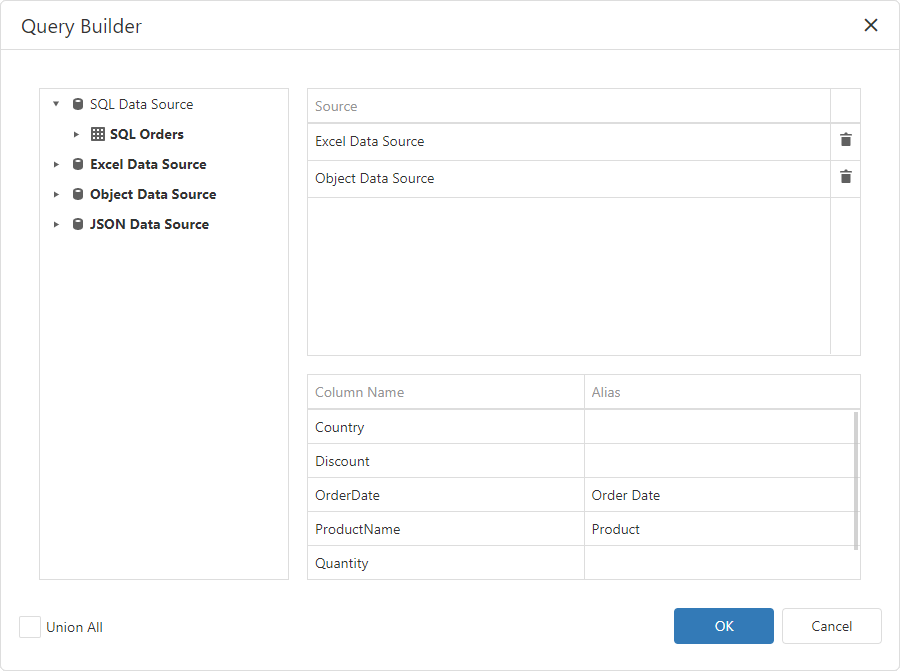 Query Builder
SQL Data Source
SQL Orders
Excel Data Source
Object Data Source
JSON Data Source
Source
Excel Data Source
Object Data Source
Column Name Alias
Country
Discount
OrderDate Order Date
ProductName Product
Quantity
Union All
OK Cancel